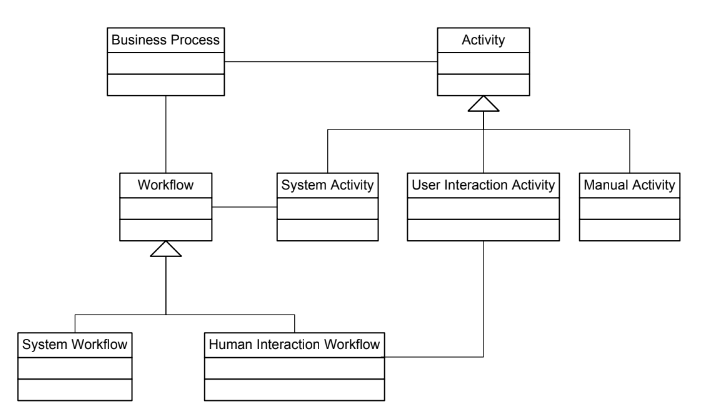 Business Process
Activity
Workflow
System Activity
User Interaction Activity
Manual Activity
System Workflow
Human Interaction Workflow